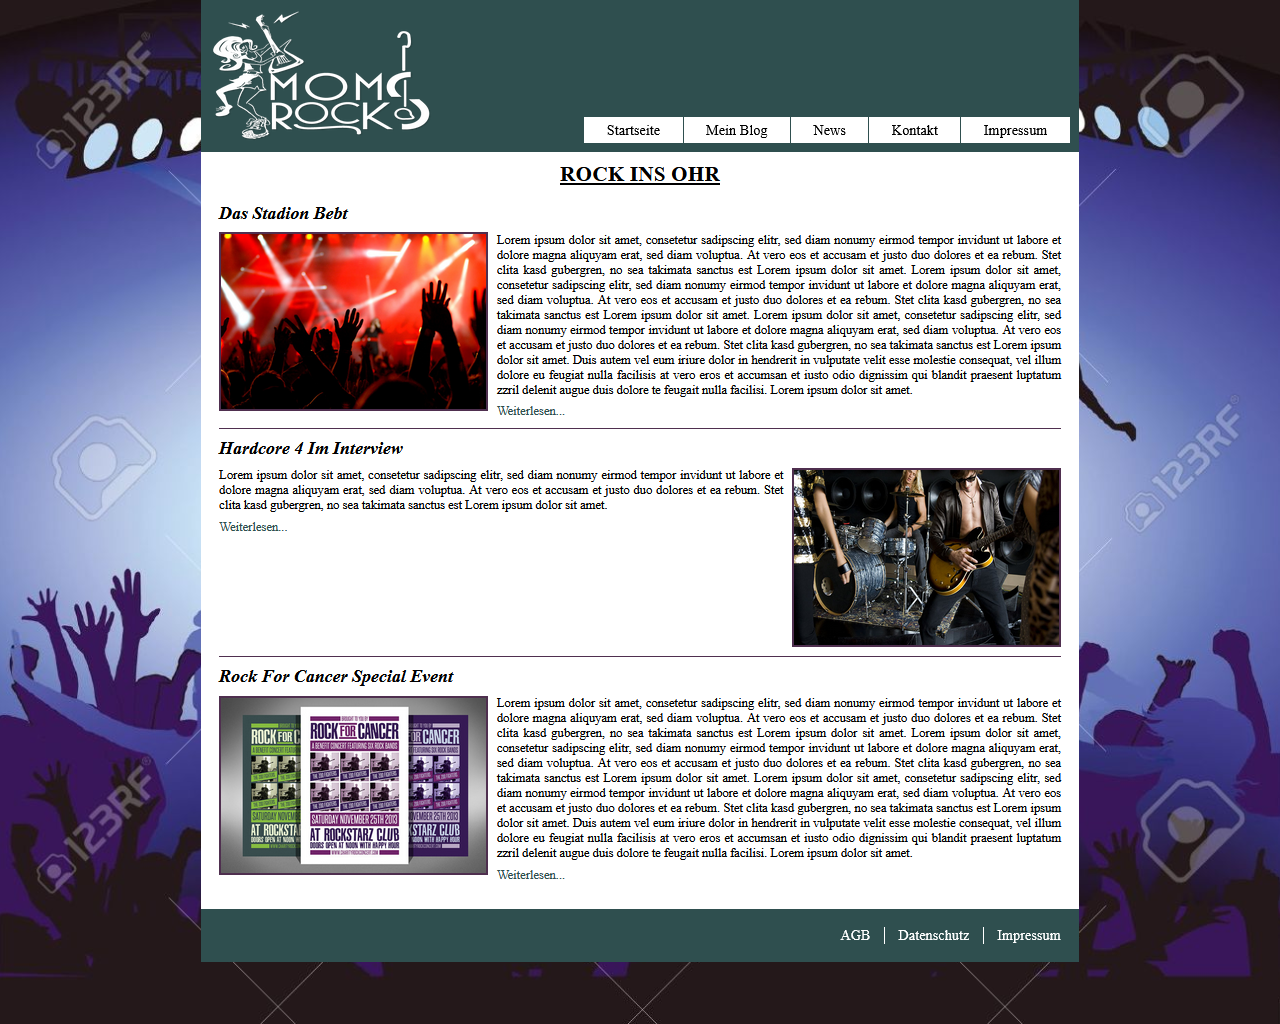 MOM
ROCKS
Startseite
Mein Blog
News
Kontakt
Impressum
ROCK INS OHR
Das Stadion Bebt
Lorem ipsum dolor sit amet, consetetur sadipscing elitr, sed diam nonumy eirmod tempor invidunt ut labore et
dolore magna aliquyam erat, sed diam voluptua. At vero eos et accusam et justo duo dolores et ea rebum. Stet
clita kasd gubergren, no sea takimata sanctus est Lorem ipsum dolor sit amet. Lorem ipsum dolor sit amet,
consetetur sadipscing elitr, sed diam nonumy eirmod tempor invidunt ut labore et dolore magna aliquyam erat,
sed diam voluptua. At vero eos et accusam et justo duo dolores et ea rebum. Stet clita kasd gubergren, no sea
takimata sanctus est Lorem ipsum dolor sit amet. Lorem ipsum dolor sit amet, consetetur sadipscing elitr, sed
diam nonumy eirmod tempor invidunt ut labore et dolore magna aliquyam erat, sed diam voluptua. At vero eos
et accusam et justo duo dolores et ea rebum. Stet clita kasd gubergren, no sea takimata sanctus est Lorem ipsum
dolor sit amet. Duis autem vel eum iriure dolor in hendrerit in vulputate velit esse molestie consequat, vel illum
dolore eu feugiat nulla facilisis at vero eros et accumsan et iusto odio dignissim qui blandit praesent luptatum
zzril delenit augue duis dolore te feugait nulla facilisi. Lorem ipsum dolor sit amet.
Weiterlesen...
Hardcore 4 Im Interview
Lorem ipsum dolor sit amet, consetetur sadipscing elitr, sed diam nonumy eirmod tempor invidunt ut labore et
dolore magna aliquyam erat, sed diam voluptua. At vero eos et accusam et justo duo dolores et ea rebum. Stet
clita kasd gubergren, no sea takimata sanctus est Lorem ipsum dolor sit amet.
Weiterlesen...
Rock For Cancer Special Event
BROUGHT TO YOU BY
ROCK FOR CANCER
A BENEFIT CONCERT FEATURING SIX ROCK BANDS
SATURDAY NOVEMBER 25TH 2013
AT ROCKSTARZ CLUB
DOORS OPEN AT NOON WITH HAPPY HOUR
Lorem ipsum dolor sit amet, consetetur sadipscing elitr, sed diam nonumy eirmod tempor invidunt ut labore et
dolore magna aliquyam erat, sed diam voluptua. At vero eos et accusam et justo duo dolores et ea rebum. Stet
clita kasd gubergren, no sea takimata sanctus est Lorem ipsum dolor sit amet. Lorem ipsum dolor sit amet,
consetetur sadipscing elitr, sed diam nonumy eirmod tempor invidunt ut labore et dolore magna aliquyam erat,
sed diam voluptua. At vero eos et accusam et justo duo dolores et ea rebum. Stet clita kasd gubergren, no sea
takimata sanctus est Lorem ipsum dolor sit amet. Lorem ipsum dolor sit amet, consetetur sadipscing elitr, sed
diam nonumy eirmod tempor invidunt ut labore et dolore magna aliquyam erat, sed diam voluptua. At vero eos
et accusam et justo duo dolores et ea rebum. Stet clita kasd gubergren, no sea takimata sanctus est Lorem ipsum
dolor sit amet. Duis autem vel eum iriure dolor in hendrerit in vulputate velit esse molestie consequat, vel illum
dolore eu feugiat nulla facilisis at vero eros et accumsan et iusto odio dignissim qui blandit praesent luptatum
zzril delenit augue duis dolore te feugait nulla facilisi. Lorem ipsum dolor sit amet.
Weiterlesen...
AGB
Datenschutz
Impressum
123RF
123RF
123RF